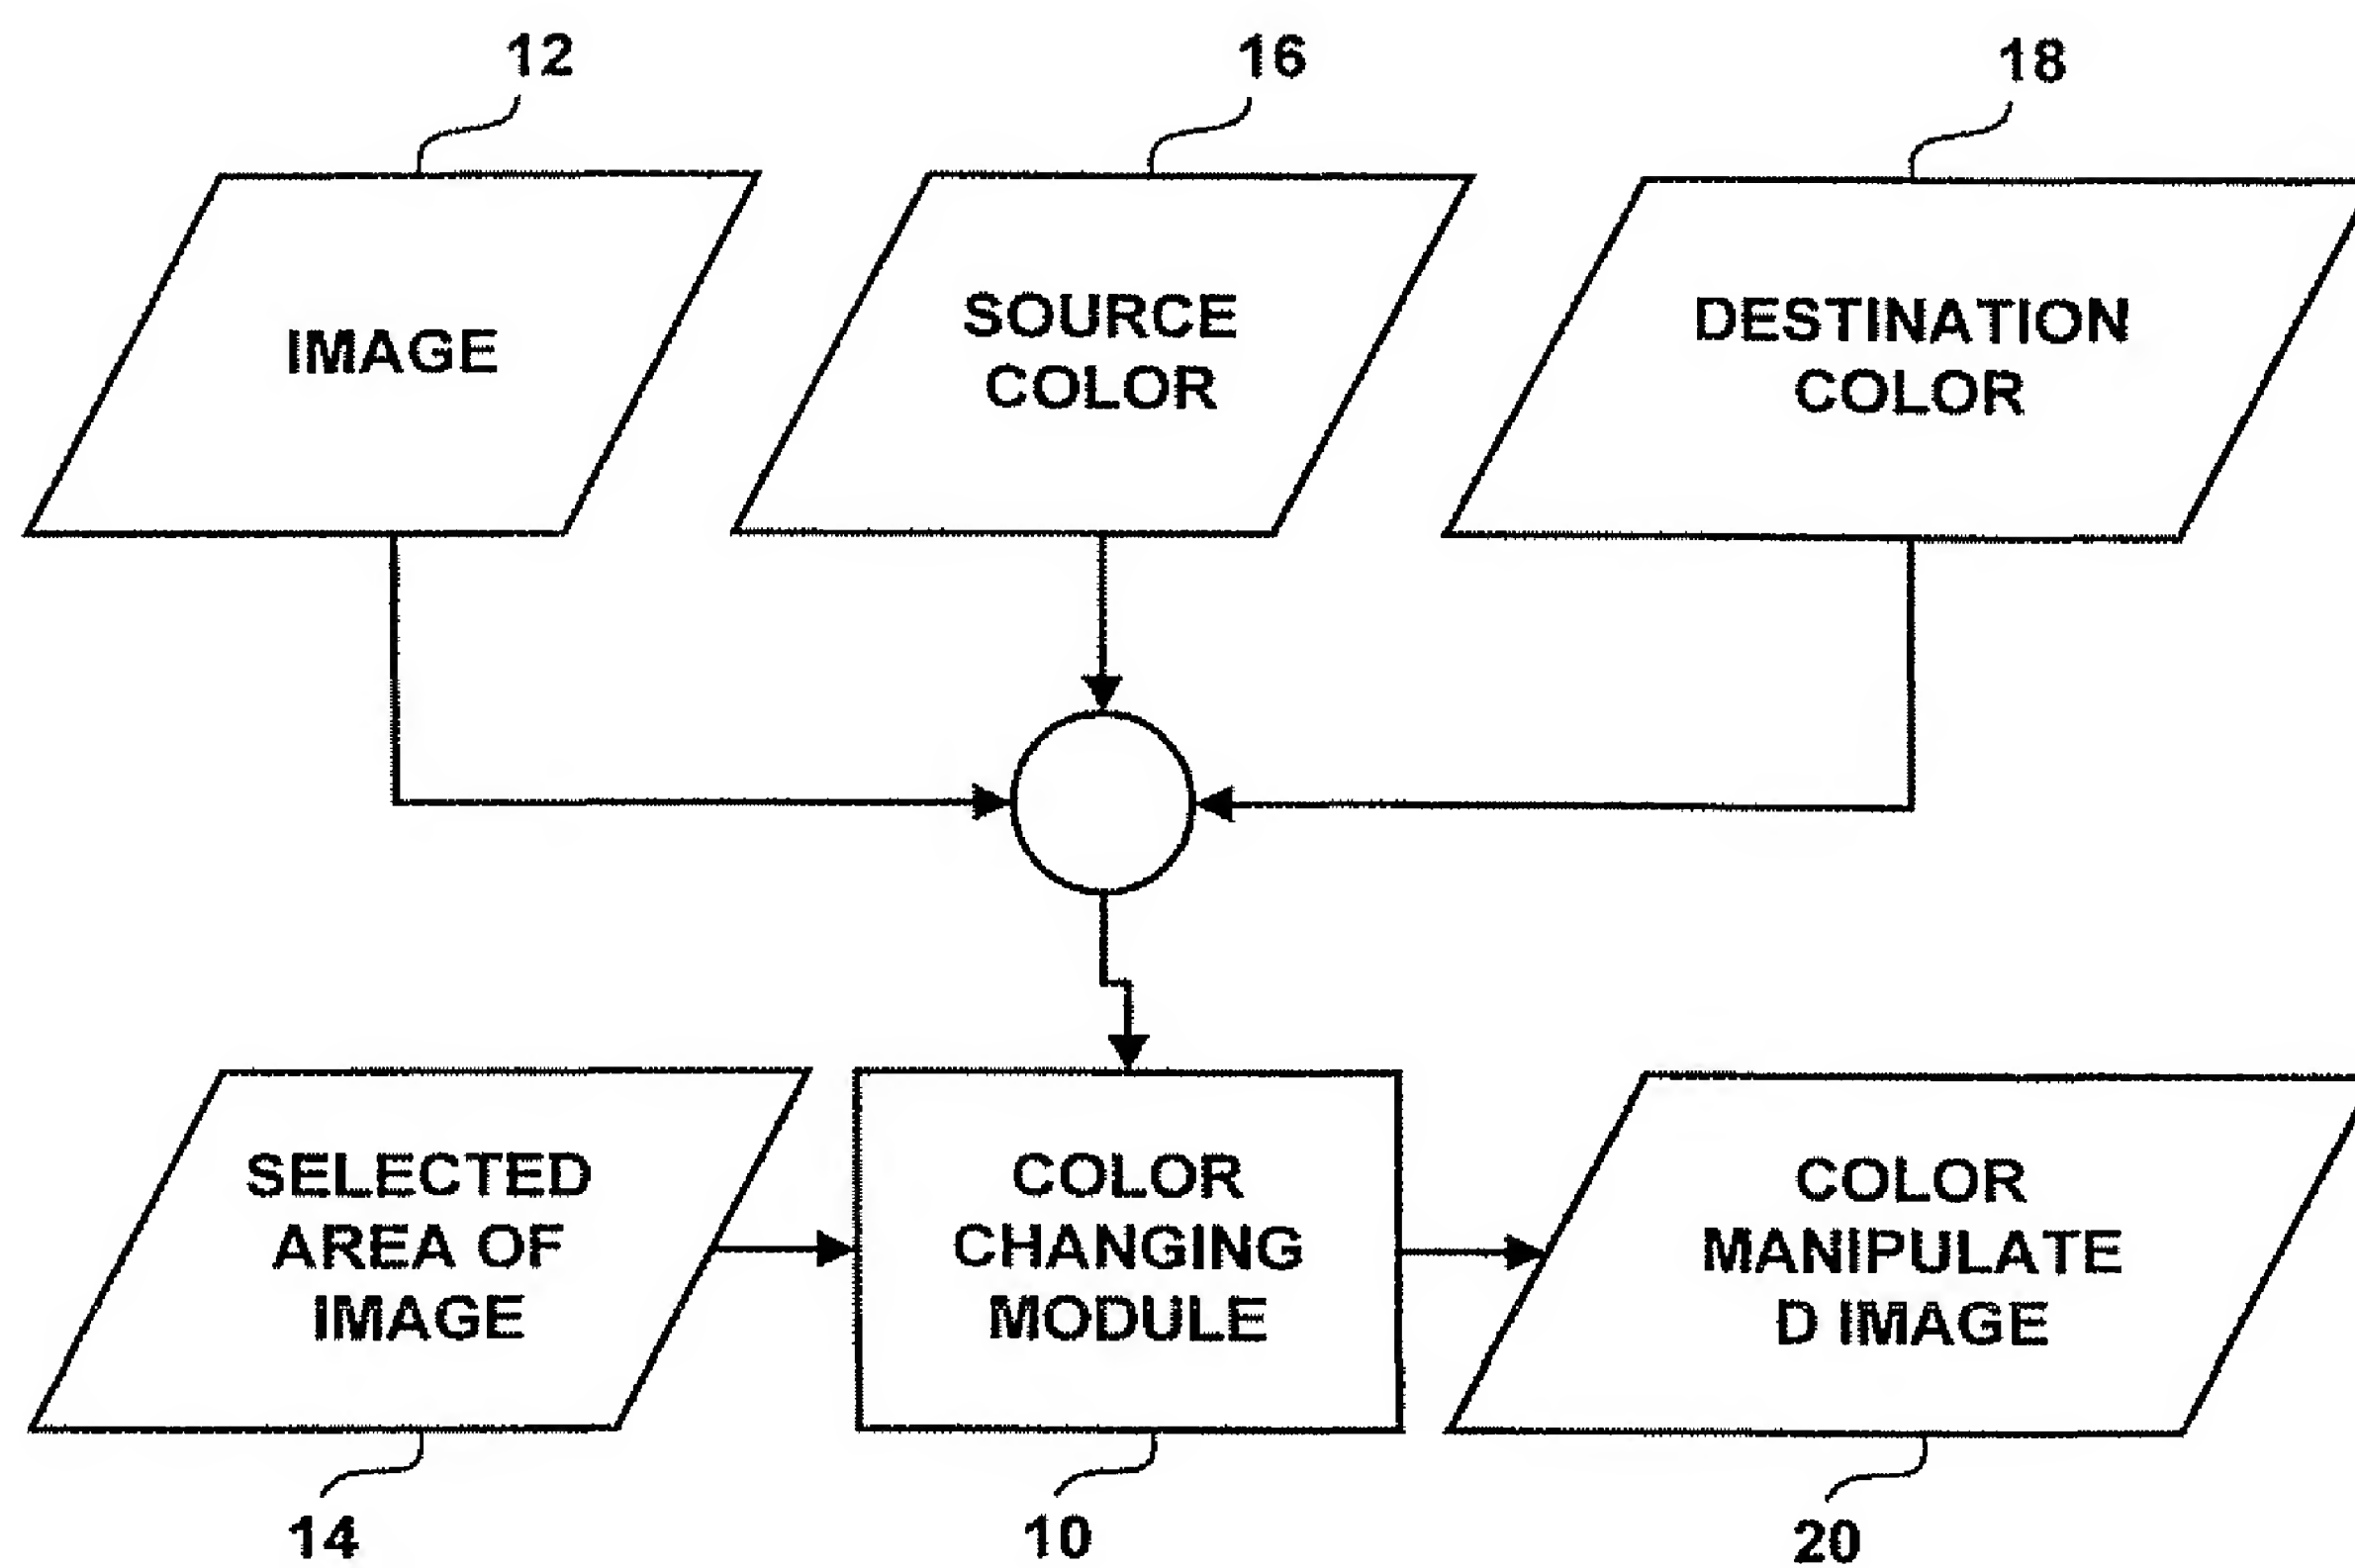 12
16
18
IMAGE
SOURCE
COLOR
DESTINATION
COLOR
SELECTED
AREA OF
IMAGE
COLOR
CHANGING
MODULE
COLOR
MANIPULATE
D IMAGE
14
10
20